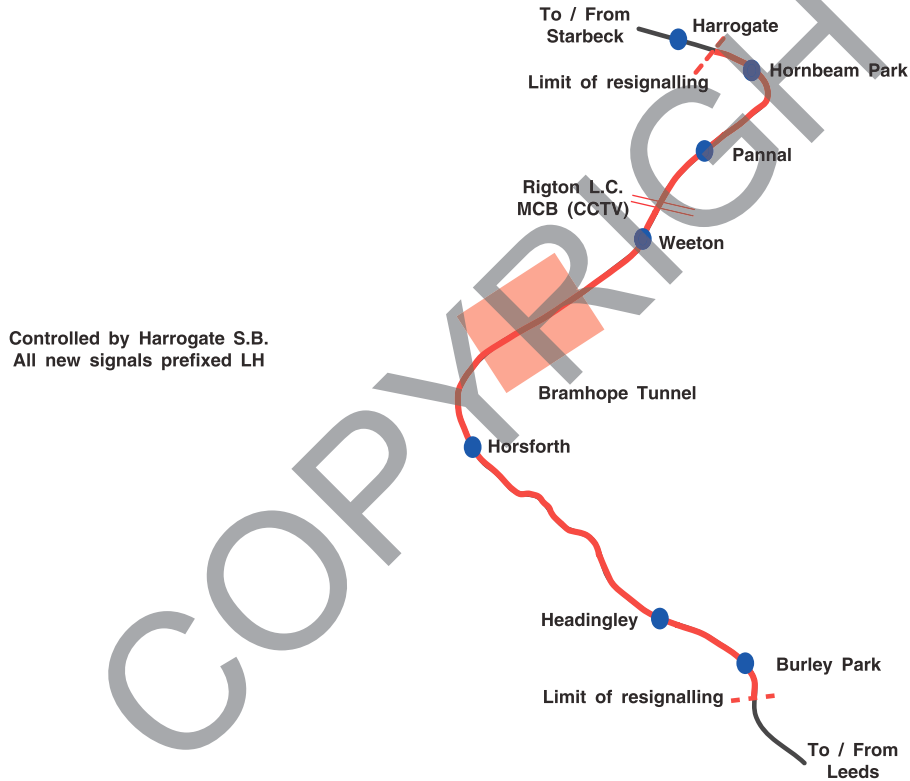 To / From
Starbeck
Harrogate
Limit of resignalling
Hornbeam Park
Pannal
Rigton L.C.
MCB (CCTV)
Weeton
Controlled by Harrogate S.B.
All new signals prefixed LH
Bramhope Tunnel
Horsforth
Headingley
Burley Park
Limit of resignalling
To / From
Leeds
COPYRIGHT